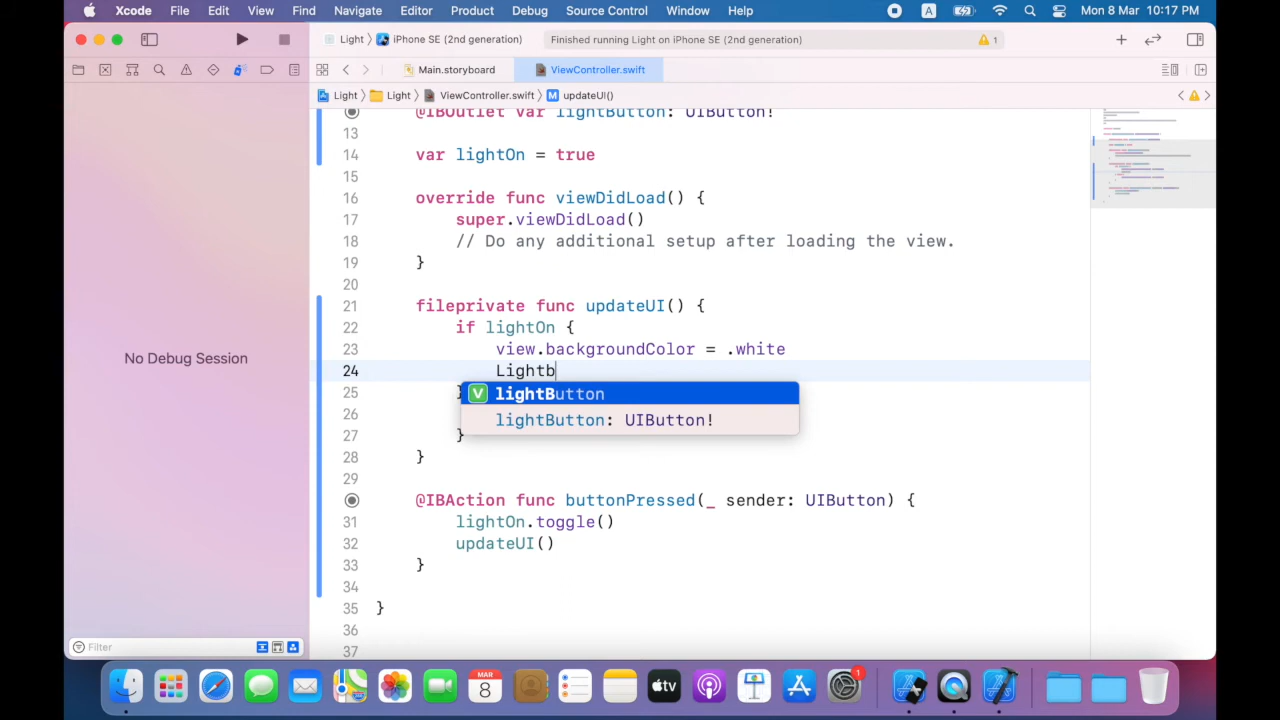 Xcode File Edit View Find Navigate Editor Product Debug Source Control Window Help A Mon 8 Mar 10:17 PM
Light iPhone SE (2nd generation) Finished running Light on iPhone SE (2nd generation) 1
Main.storyboard ViewController.swift
Light Light ViewController.swift M updateUI()
@IBOutlet var lightButton: UIButton!
13
14 var lightOn = true
15
16 override func viewDidLoad() {
17 super.viewDidLoad()
18 // Do any additional setup after loading the view.
19 }
20
21 fileprivate func updateUI() {
22 if lightOn {
23 view.backgroundColor = .white
24 Lightb
25 }
V lightButton
26
lightButton: UIButton!
27 }
28 }
29
@IBAction func buttonPressed(_ sender: UIButton) {
31 lightOn.toggle()
32 updateUI()
33 }
34
35 }
36
37
No Debug Session
Filter
MAR
8
tv
1